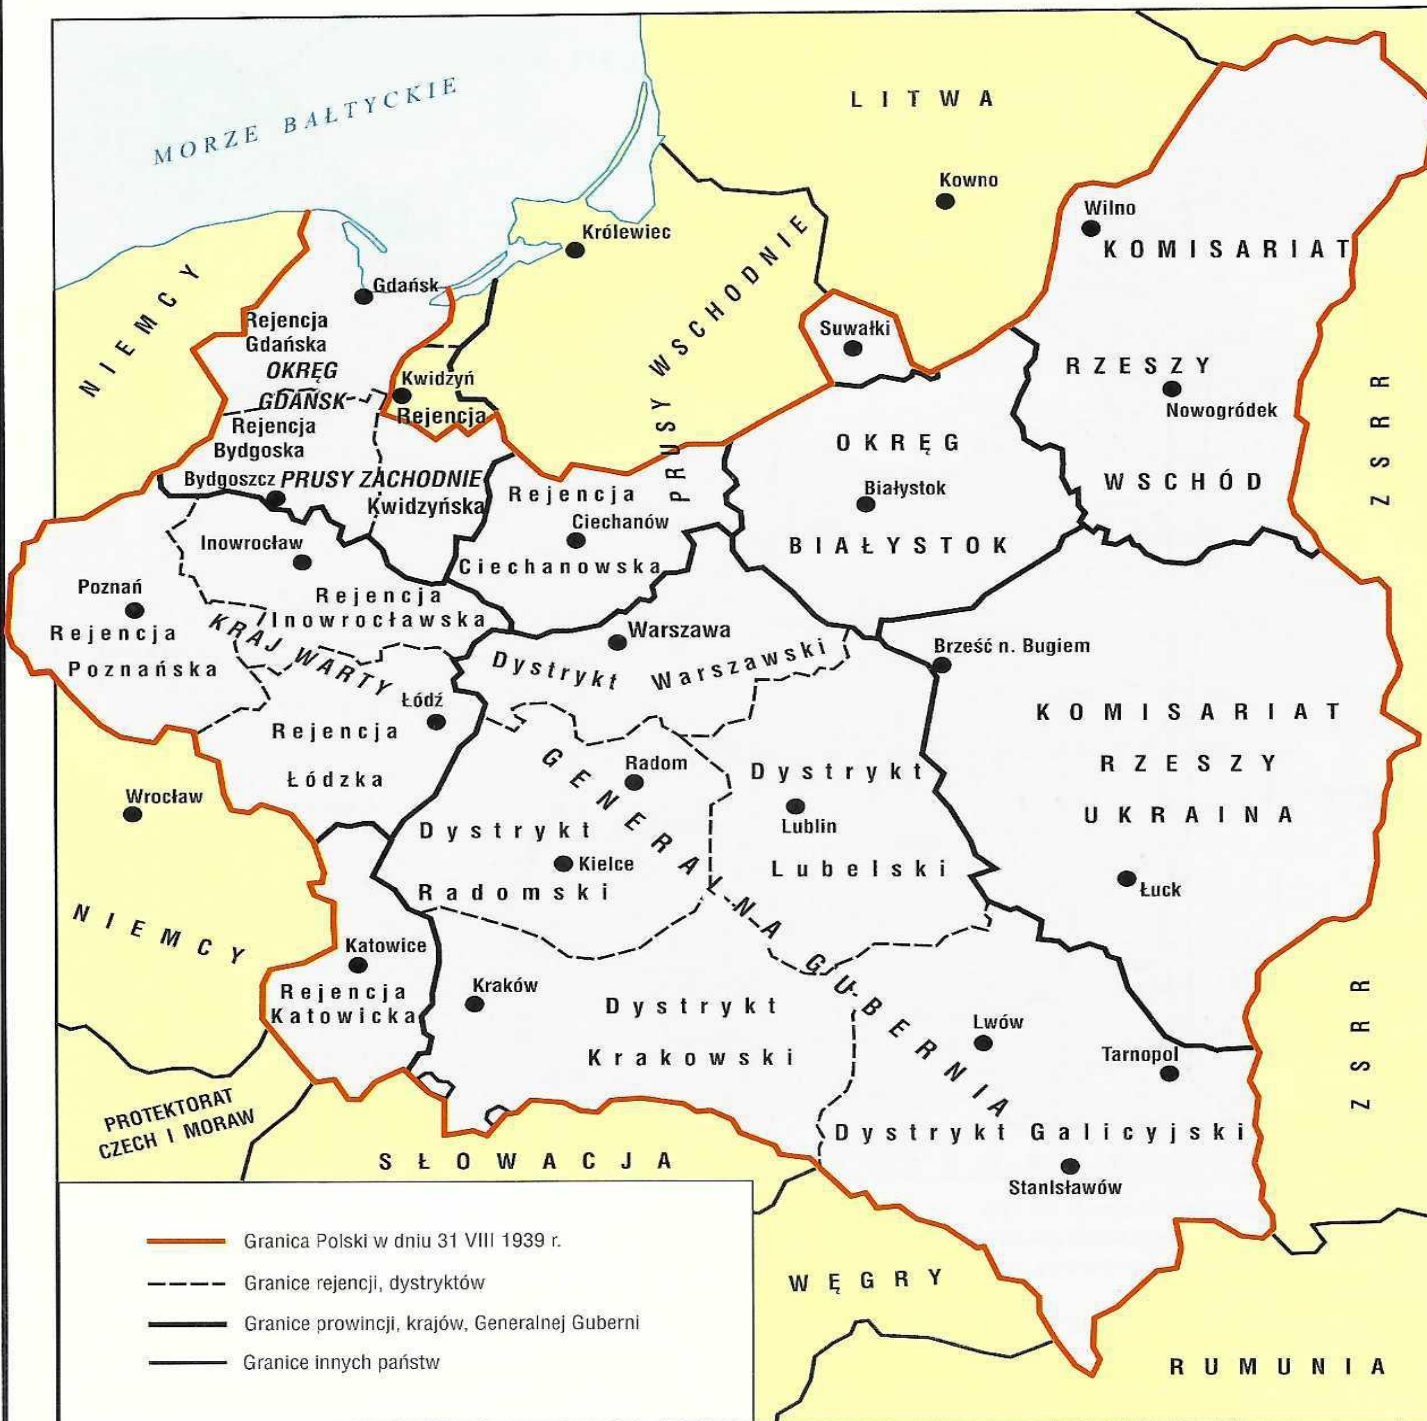 MORZE BAŁTYCKIE
LITWA
Kowno
Wilno
KOMISARIAT
Królewiec
NIEMCY
Gdańsk
Rejencja
Gdańska
OKRĘG
GDAŃSK
Suwałki
PRUSY WSCHODNIE
RZESZY
Nowogródek
ZSRR
Kwidzyń
Rejencja
Rejencja
Bydgoska
Bydgoszcz
PRUSY ZACHODNIE
Kwidzyńska
OKRĘG
Białystok
BIAŁYSTOK
WSCHÓD
Rejencja
Ciechanów
Ciechanowska
Inowrocław
Rejencja
Inowrocławska
Poznań
Rejencja
Poznańska
KRAJ WARTY
Warszawa
Dystrykt Warszawski
Brześć n. Bugiem
Łódź
Rejencja
Łódzka
KOMISARIAT
RZESZY
UKRAINA
Łuck
Wrocław
Radom
GENERALNA GUBERNIA
Dystrykt
Lublin
Lubelski
Dystrykt
Kielce
Radomski
NIEMCY
Katowice
Rejencja
Katowicka
Kraków
Dystrykt
Krakowski
Lwów
Tarnopol
ZSRR
PROTEKTORAT
CZECH I MORAW
Dystrykt Galicyjski
Stanisławów
SŁOWACJA
WĘGRY
RUMUNIA
Granica Polski w dniu 31 VIII 1939 r.
Granice rejencji, dystryktów
Granice prowincji, krajów, Generalnej Guberni
Granice innych państw